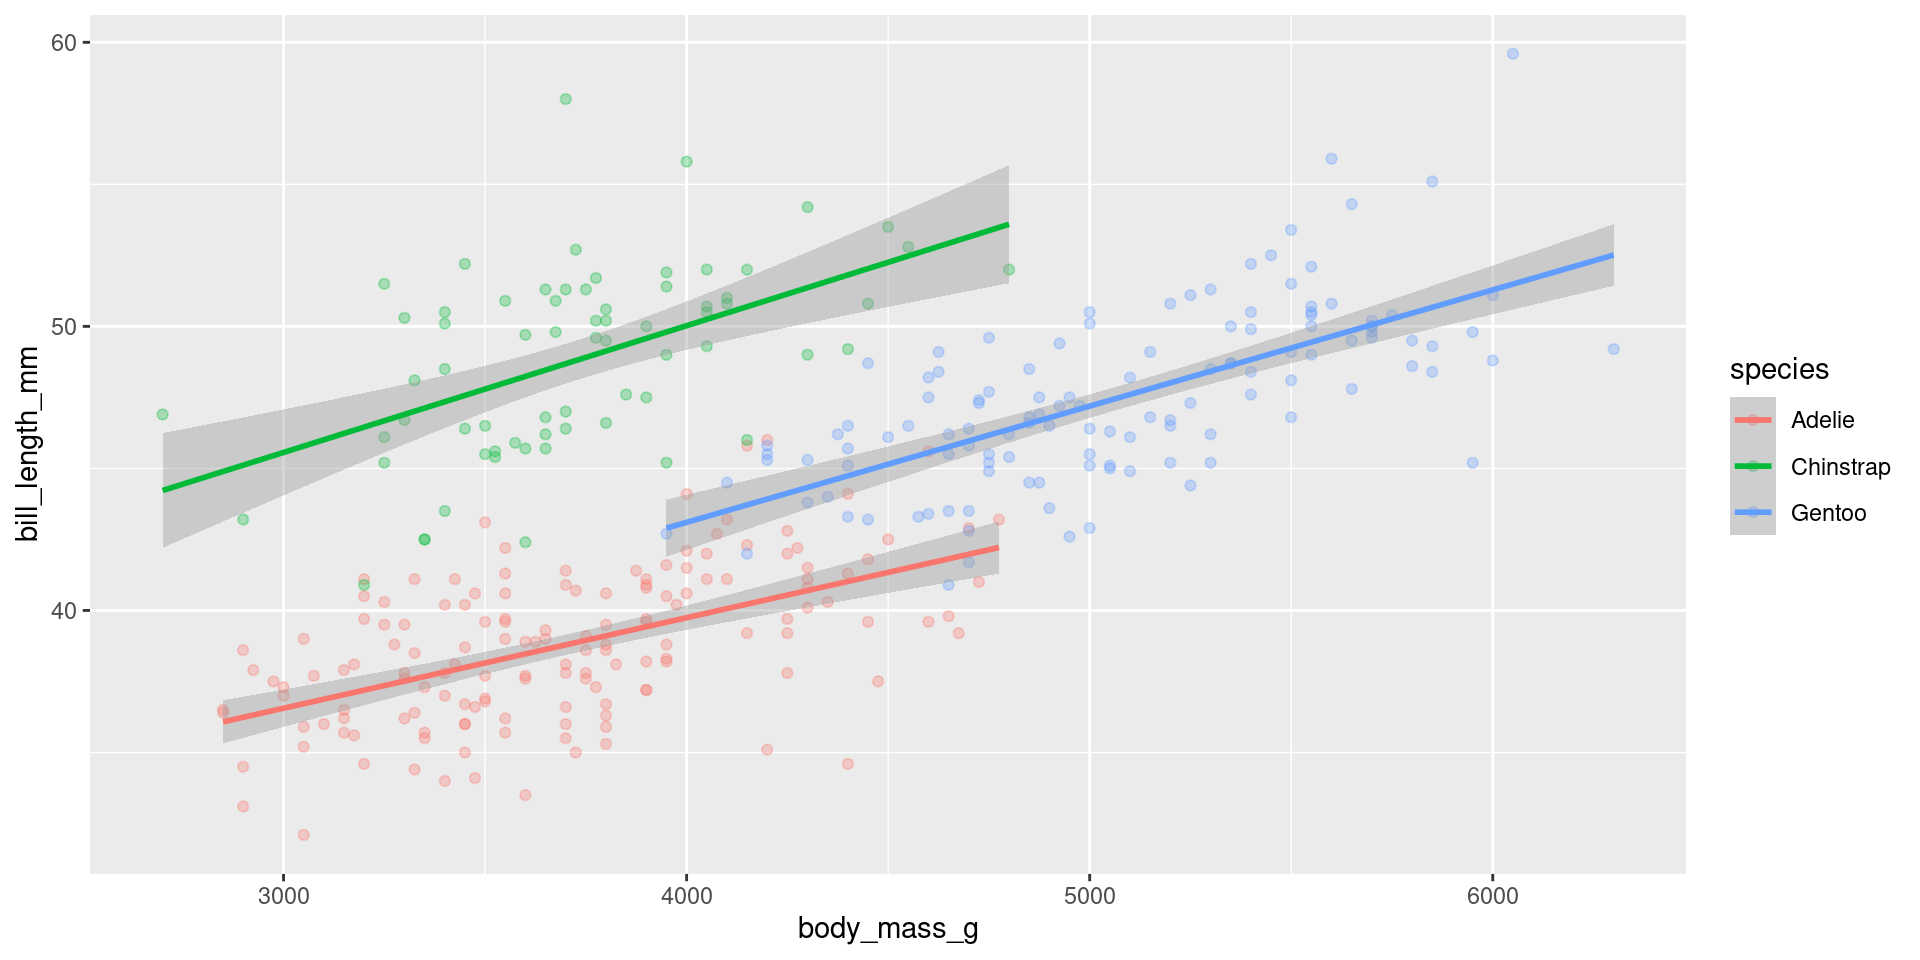 60
50
40
bill_length_mm
3000
4000
5000
6000
body_mass_g
species
Adelie
Chinstrap
Gentoo